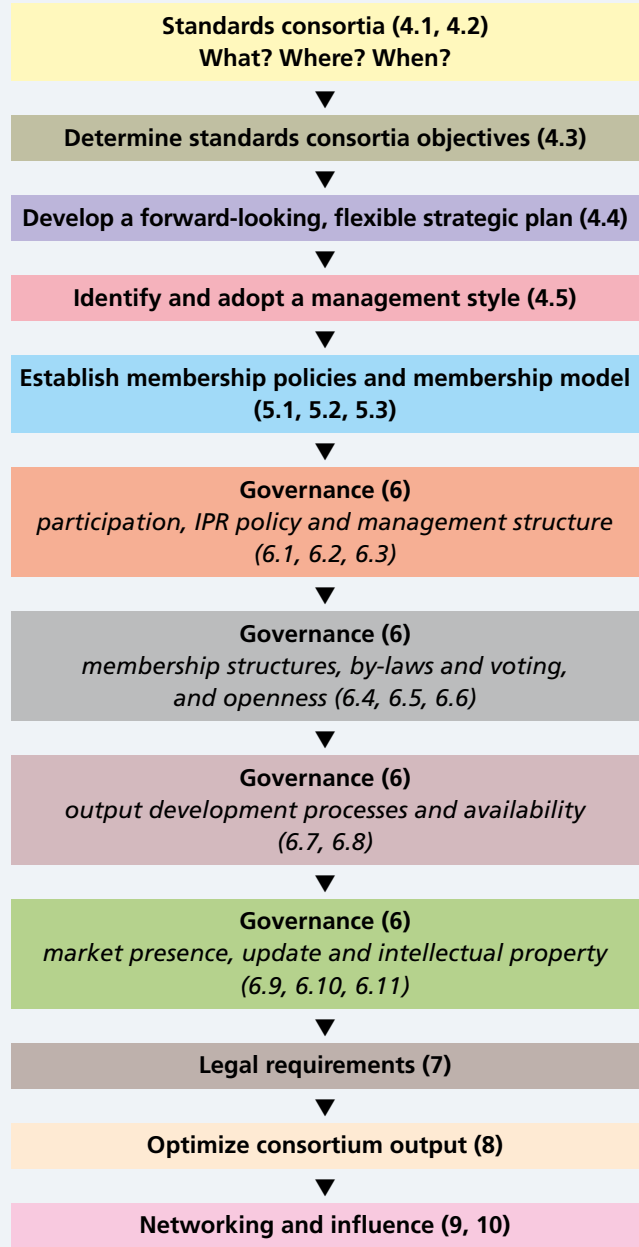 Standards consortia (4.1, 4.2)
What? Where? When?
Determine standards consortia objectives (4.3)
Develop a forward-looking, flexible strategic plan (4.4)
Identify and adopt a management style (4.5)
Establish membership policies and membership model
(5.1, 5.2, 5.3)
Governance (6)
participation, IPR policy and management structure
(6.1, 6.2, 6.3)
Governance (6)
membership structures, by-laws and voting,
and openness (6.4, 6.5, 6.6)
Governance (6)
output development processes and availability
(6.7, 6.8)
Governance (6)
market presence, update and intellectual property
(6.9, 6.10, 6.11)
Legal requirements (7)
Optimize consortium output (8)
Networking and influence (9, 10)